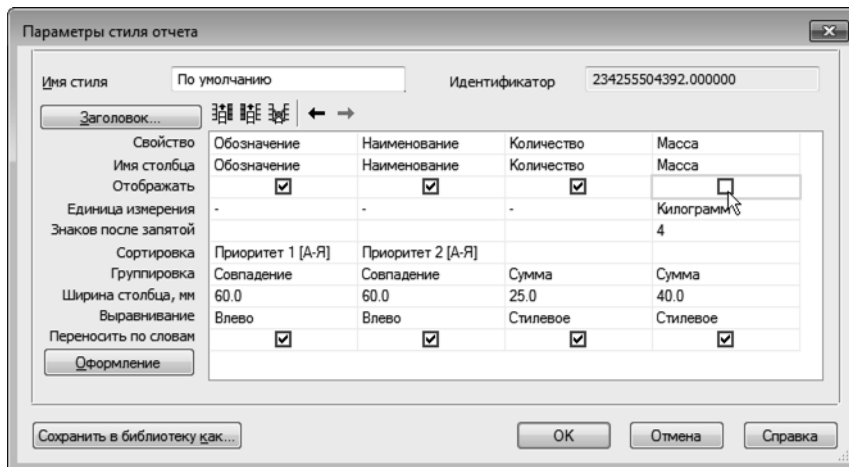 Параметры стиля отчета
Имя стиля По умолчанию Идентификатор 234255504392.000000
Заголовок...
Свойство Обозначение Наименование Количество Масса
Имя столбца Обозначение Наименование Количество Масса
Отображать
Единица измерения - - - Килограмм
Знаков после запятой 4
Сортировка Приоритет 1 [А-Я] Приоритет 2 [А-Я]
Группировка Совпадение Совпадение Сумма Сумма
Ширина столбца, мм 60.0 60.0 25.0 40.0
Выравнивание Влево Влево Стилевое Стилевое
Переносить по словам
Оформление
Сохранить в библиотеку как... OK Отмена Справка